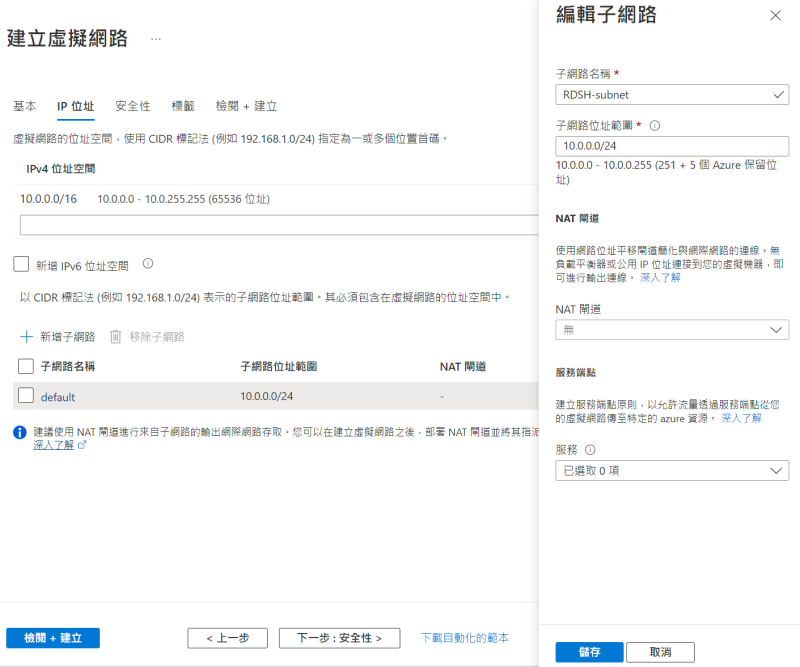 建立虛擬網路 ...
基本 IP 位址 安全性 標籤 檢閱 + 建立
虛擬網路的位址空間，使用 CIDR 標記法 (例如 192.168.1.0/24) 指定為一或多個位置首碼。
IPv4 位址空間
10.0.0.0/16 10.0.0.0 - 10.0.255.255 (65536 位址)
新增 IPv6 位址空間
以 CIDR 標記法 (例如 192.168.1.0/24) 表示的子網路位址範圍。其必須包含在虛擬網路的位址空間中。
新增子網路 移除子網路
子網路名稱 子網路位址範圍 NAT 閘道
default 10.0.0.0/24 -
建議使用 NAT 閘道進行來自子網路的輸出網際網路存取。您可以在建立虛擬網路之後，部署 NAT 閘道並將其指派
深入了解
檢閱 + 建立 < 上一步 下一步 : 安全性 > 下載自動化的範本
編輯子網路
子網路名稱 *
RDSH-subnet
子網路位址範圍 *
10.0.0.0/24
10.0.0.0 - 10.0.0.255 (251 + 5 個 Azure 保留位
址)
NAT 閘道
使用網路位址平移閘道簡化與網際網路的連線。無
負載平衡器或公用 IP 位址連接到您的虛擬機器，即
可進行輸出連線。 深入了解
NAT 閘道
無
服務端點
建立服務端點原則，以允許流量透過服務端點從您
的虛擬網路傳至特定的 azure 資源。 深入了解
服務
已選取 0 項
儲存 取消